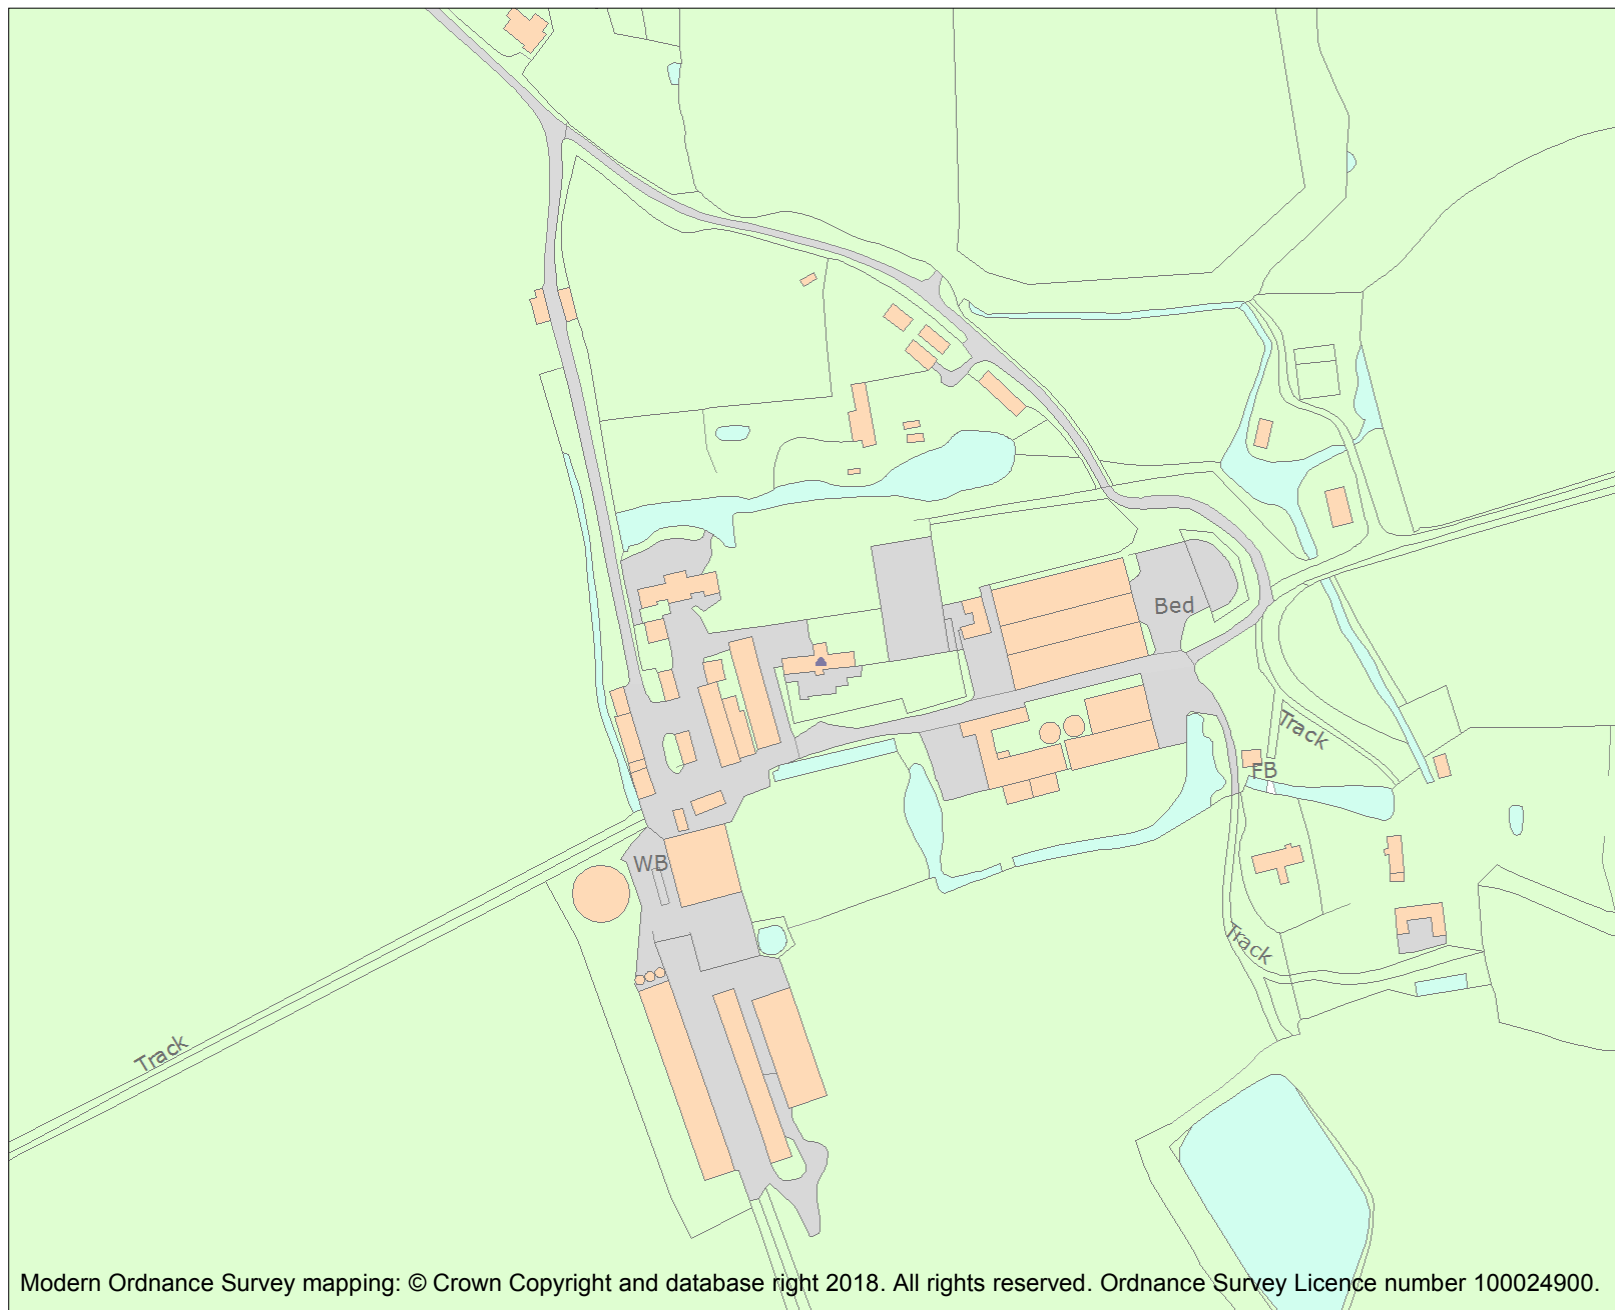 Bed
Track
FB
WB
Track
Track
Modern Ordnance Survey mapping: © Crown Copyright and database right 2018. All rights reserved. Ordnance Survey Licence number 100024900.